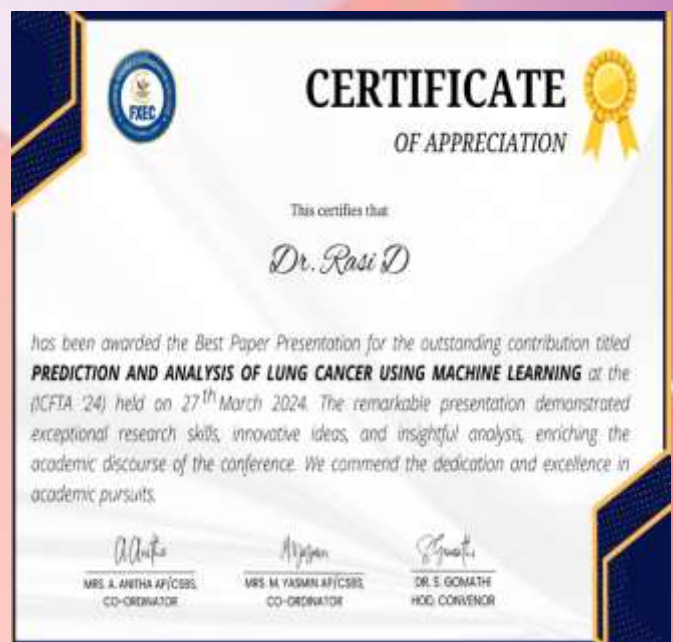 FXEC
CERTIFICATE
OF APPRECIATION
This certifies that
Dr. Rasi D
has been awarded the Best Paper Presentation for the outstanding contribution titled
PREDICTION AND ANALYSIS OF LUNG CANCER USING MACHINE LEARNING at the
(ICFTA '24) held on 27th March 2024. The remarkable presentation demonstrated
exceptional research skills, innovative ideas, and insightful analysis, enriching the
academic discourse of the conference. We commend the dedication and excellence in
academic pursuits.
A.Anitha
MRS. A. ANITHA AP/CSBS, MRS. M. YASMIN AP/CSBS, DR. S. GOMATHI
CO-ORDINATOR CO-ORDINATOR HOD, CONVENOR